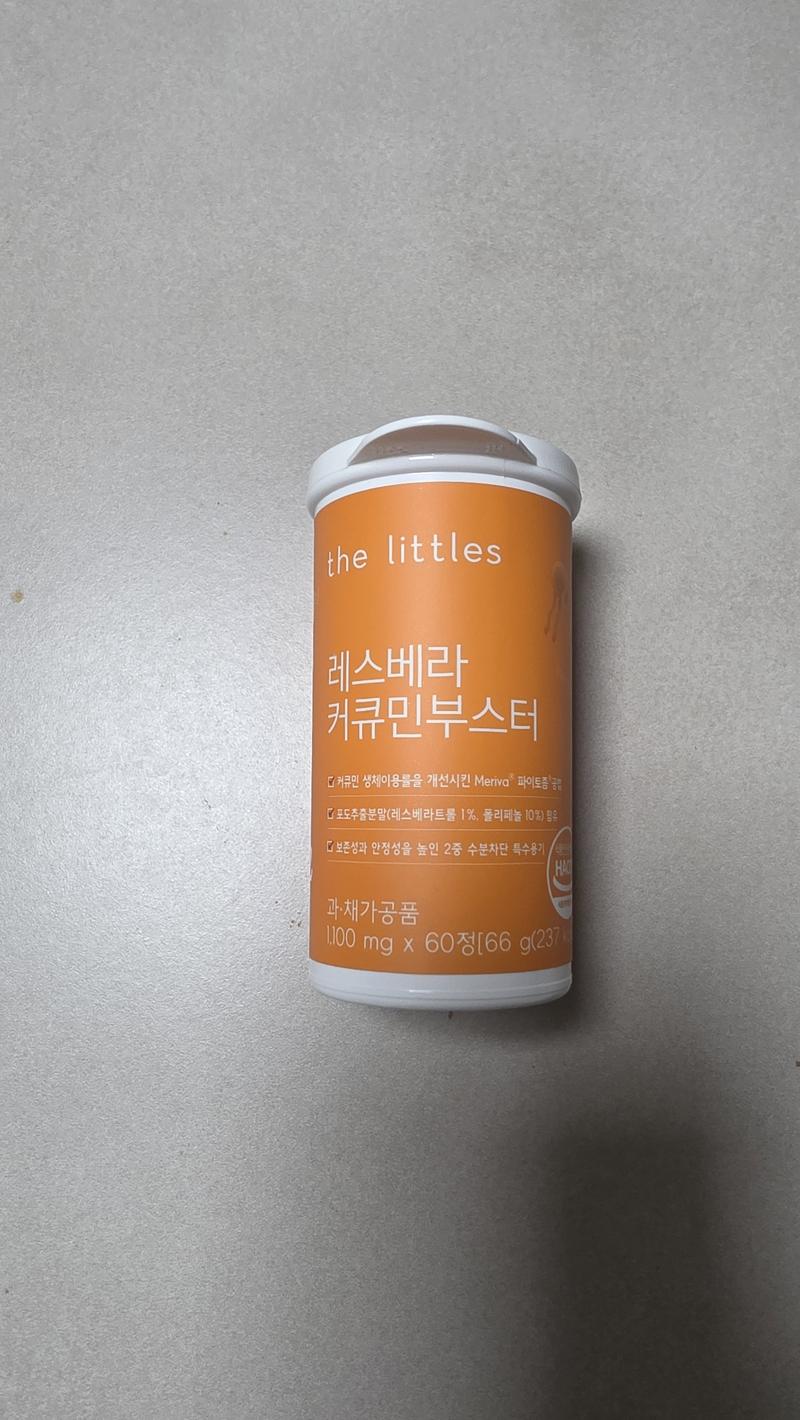 the littles
레스베라
커큐민부스터
커큐민 생체이용률을 개선시킨 Meriva® 파이토좀® 공법
포도추출분말(레스베라트롤 1%, 폴리페놀 10%) 함유
보존성과 안정성을 높인 2중 수분차단 특수용기
과·채가공품
1,100 mg x 60정[66 g(237